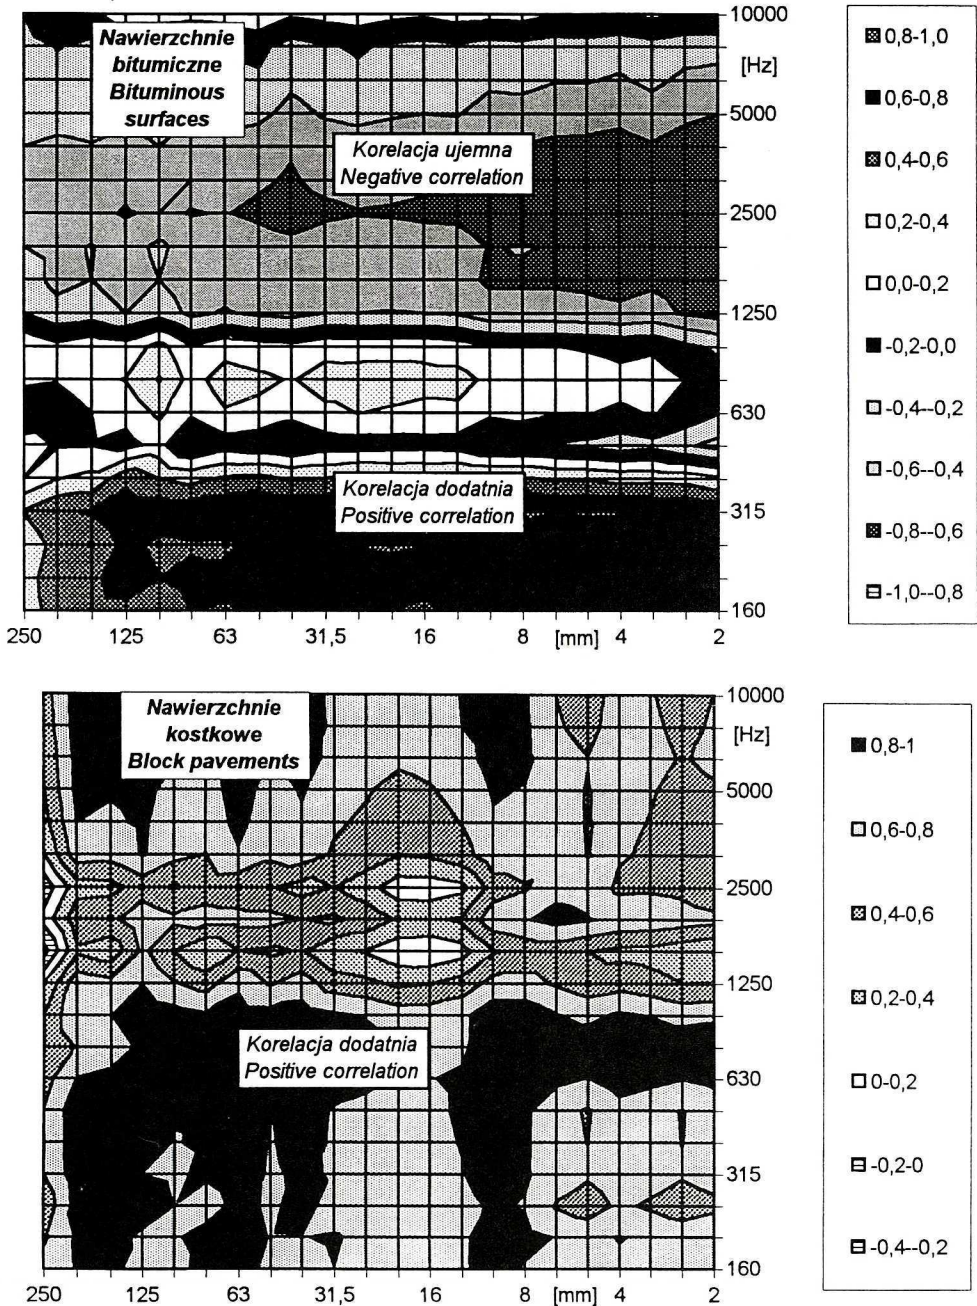 Nawierzchnie
bitumiczne
Bituminous
surfaces
Korelacja ujemna
Negative correlation
Korelacja dodatnia
Positive correlation
10000
[Hz]
5000
2500
1250
630
315
160
250 125 63 31,5 16 [mm] 8 4 2
0,8-1,0
0,6-0,8
0,4-0,6
0,2-0,4
0,0-0,2
-0,2-0,0
-0,4--0,2
-0,6--0,4
-0,8--0,6
-1,0--0,8
Nawierzchnie
kostkowe
Block pavements
Korelacja dodatnia
Positive correlation
10000
[Hz]
5000
2500
1250
630
315
160
250 125 63 31,5 16 8 [mm] 4 2
0,8-1
0,6-0,8
0,4-0,6
0,2-0,4
0-0,2
-0,2-0
-0,4--0,2